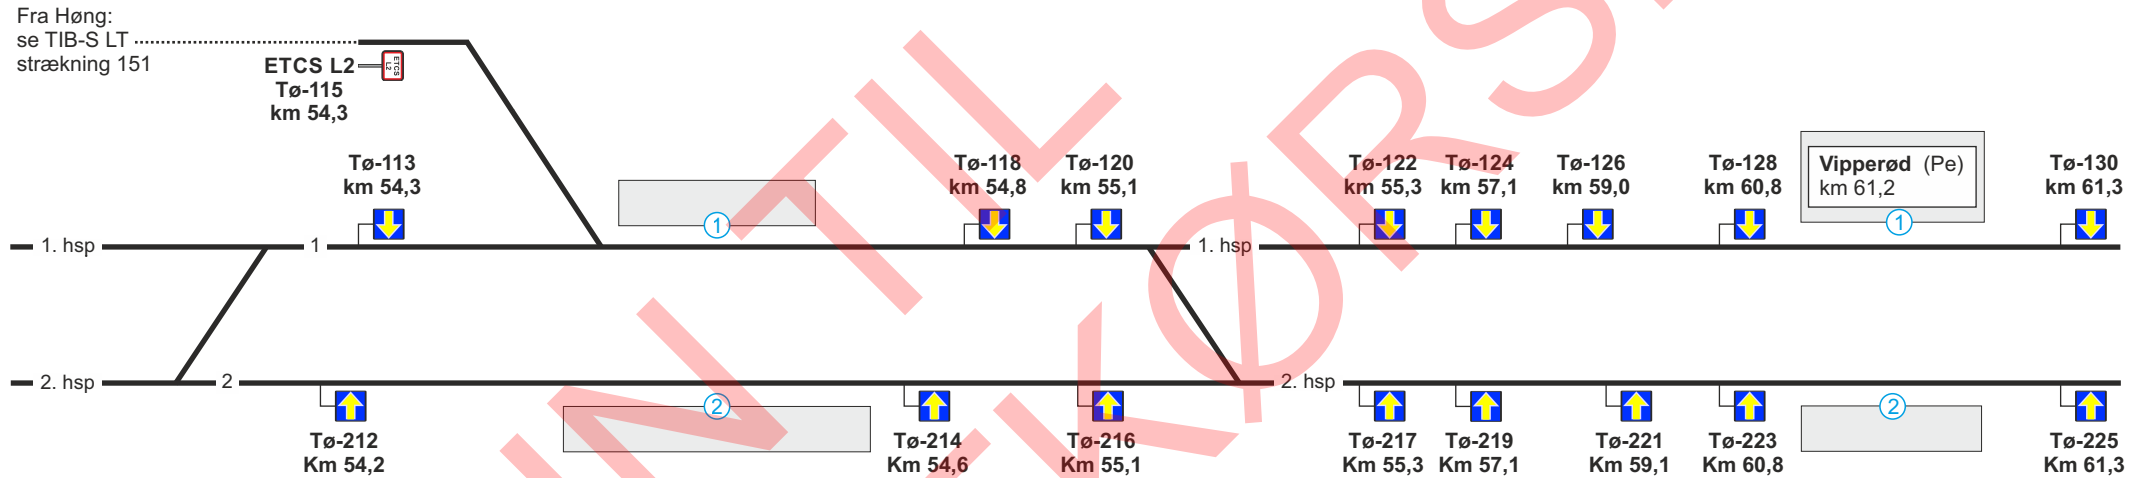 Fra Høng:
se TIB-S LT
strækning 151
ETCS L2
ETCS L2
Tø-115
km 54,3
Tø-113
km 54,3
Tø-118
km 54,8
Tø-120
km 55,1
Tø-122
km 55,3
Tø-124
km 57,1
Tø-126
km 59,0
Tø-128
km 60,8
Vipperød (Pe)
km 61,2
Tø-130
km 61,3
1
1
1. hsp
1
1. hsp
2. hsp
2
2. hsp
2
2
Tø-212
Km 54,2
Tø-214
Km 54,6
Tø-216
Km 55,1
Tø-217
Km 55,3
Tø-219
Km 57,1
Tø-221
Km 59,1
Tø-223
Km 60,8
Tø-225
Km 61,3